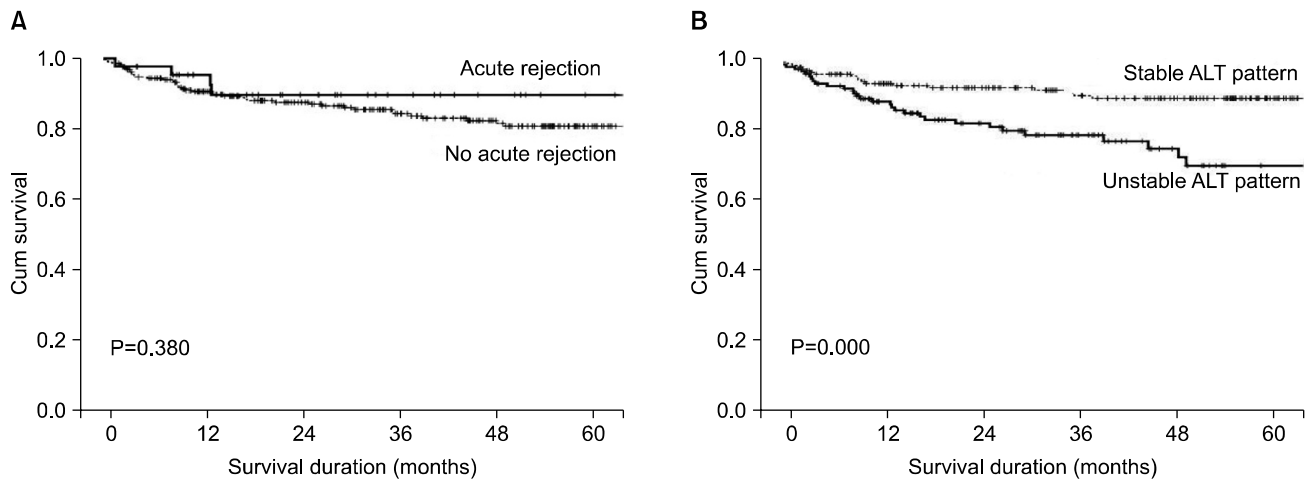 A
1.0
0.8
0.6
0.4
0.2
0.0
Cum survival
Acute rejection
No acute rejection
P=0.380
0 12 24 36 48 60
Survival duration (months)
B
1.0
0.8
0.6
0.4
0.2
0.0
Cum survival
Stable ALT pattern
Unstable ALT pattern
P=0.000
0 12 24 36 48 60
Survival duration (months)